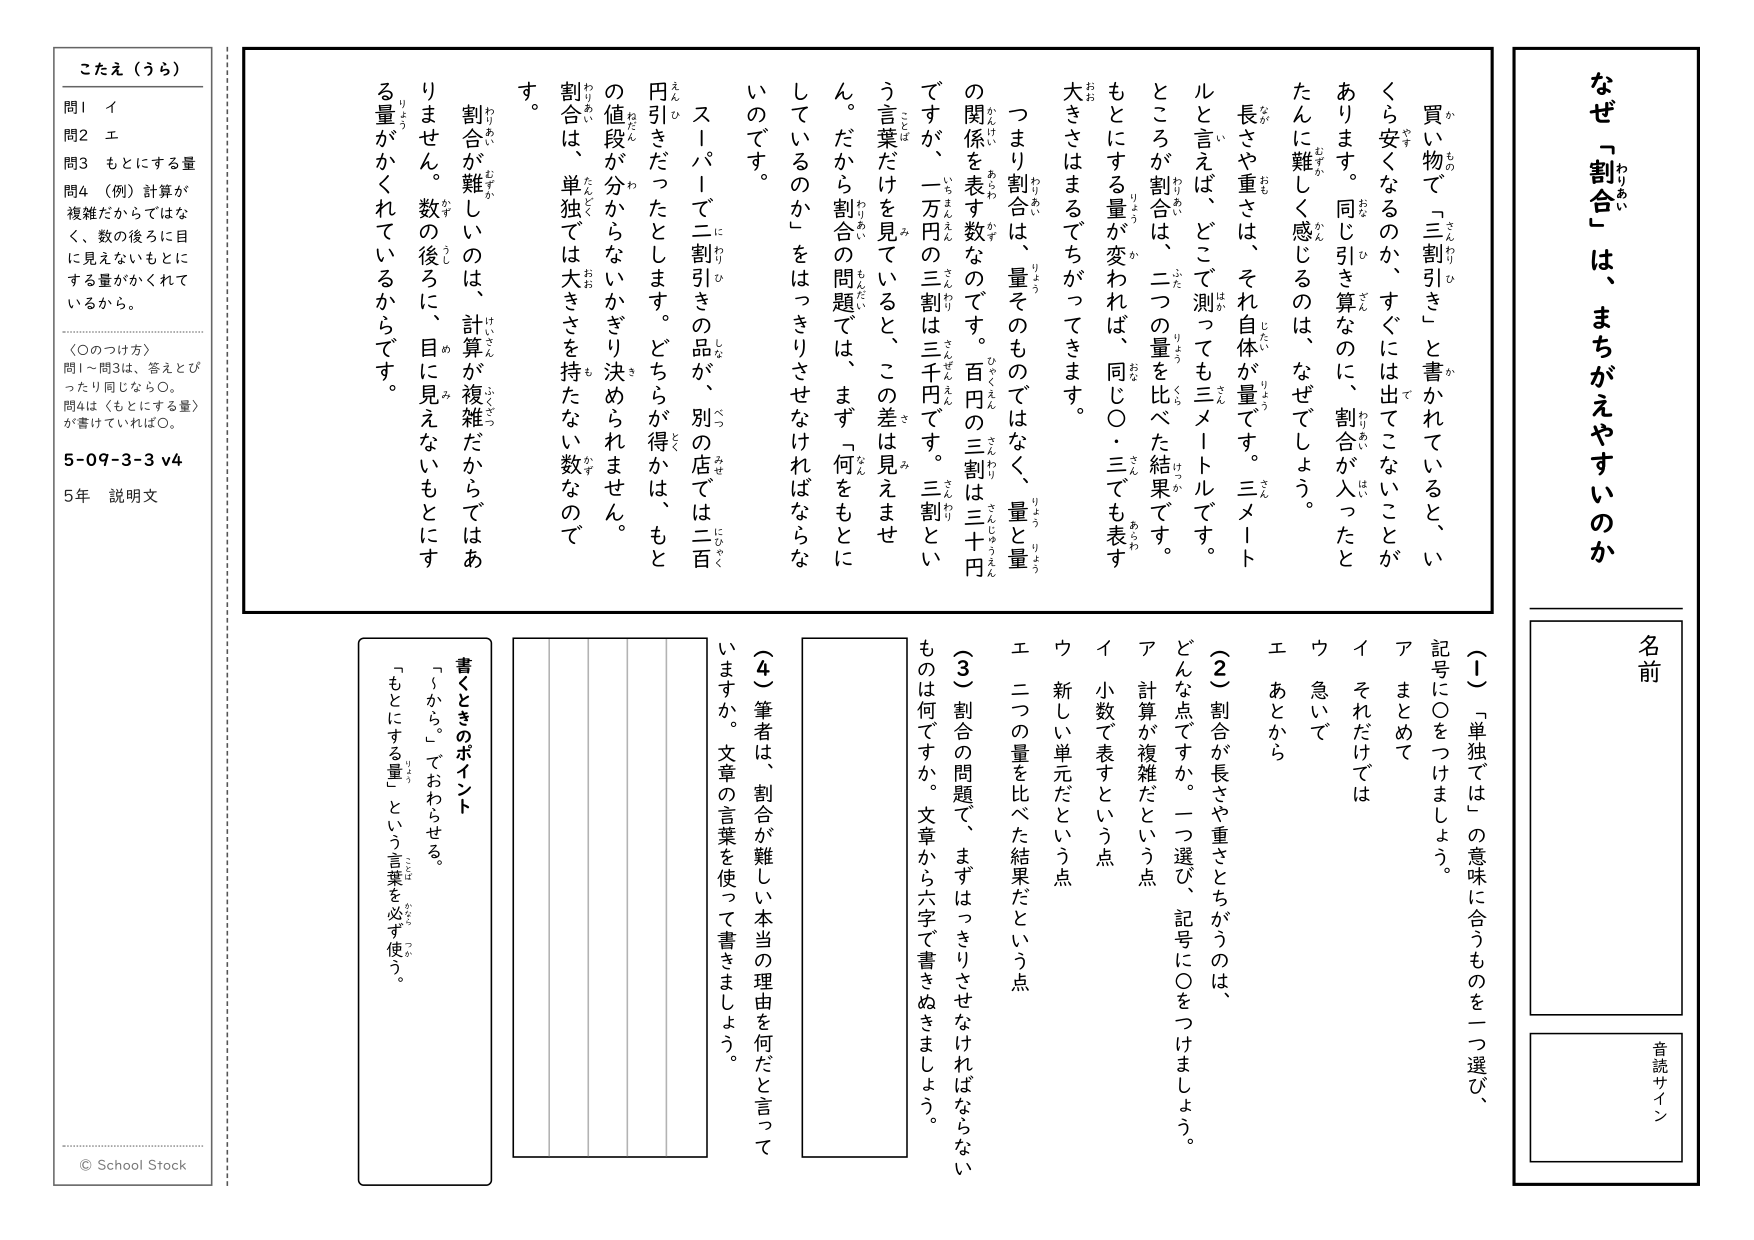 なぜ「割合」は、まちがえやすいのか
名前
音読サイン
買い物で「三割引き」と書かれていると、い
くら安くなるのか、すぐには出てこないことが
あります。同じ引き算なのに、割合が入ったと
たんに難しく感じるのは、なぜでしょう。
長さや重さは、それ自体が量です。三メート
ルと言えば、どこで測っても三メートルです。
ところが割合は、二つの量を比べた結果です。
もとにする量が変われば、同じ〇・三でも表す
大きさはまるでちがってきます。
つまり割合は、量そのものではなく、量と量
の関係を表す数なのです。百円の三割は三十円
ですが、一万円の三割は三千円です。三割とい
う言葉だけを見ていると、この差は見えませ
ん。だから割合の問題では、まず「何をもとに
しているのか」をはっきりさせなければならな
いのです。
スーパーで二割引きの品が、別の店では二百
円引きだったとします。どちらが得かは、もと
の値段が分からないかぎり決められません。
割合は、単独では大きさを持たない数なので
す。
割合が難しいのは、計算が複雑だからではあ
りません。数の後ろに、目に見えないもとにす
る量がかくれているからです。
(1)「単独では」の意味に合うものを一つ選び、
記号に〇をつけましょう。
ア　まとめて
イ　それだけでは
ウ　急いで
エ　あとから
(2)割合が長さや重さとちがうのは、
どんな点ですか。一つ選び、記号に〇をつけましょう。
ア　計算が複雑だという点
イ　小数で表すという点
ウ　新しい単元だという点
エ　二つの量を比べた結果だという点
(3)割合の問題で、まずはっきりさせなければならない
ものは何ですか。文章から六字で書きぬきましょう。
(4)筆者は、割合が難しい本当の理由を何だと言って
いますか。文章の言葉を使って書きましょう。
書くときのポイント
「〜から。」でおわらせる。
「もとにする量」という言葉を必ず使う。
こたえ（うら）
問1　イ
問2　エ
問3　もとにする量
問4　（例）計算が
複雑だからではな
く、数の後ろに目
に見えないもとに
する量がかくれて
いるから。
〈〇のつけ方〉
問1〜問3は、答えとぴ
ったり同じなら〇。
問4は〈もとにする量〉
が書けていれば〇。
5-09-3-3 v4
5年　説明文
© School Stock